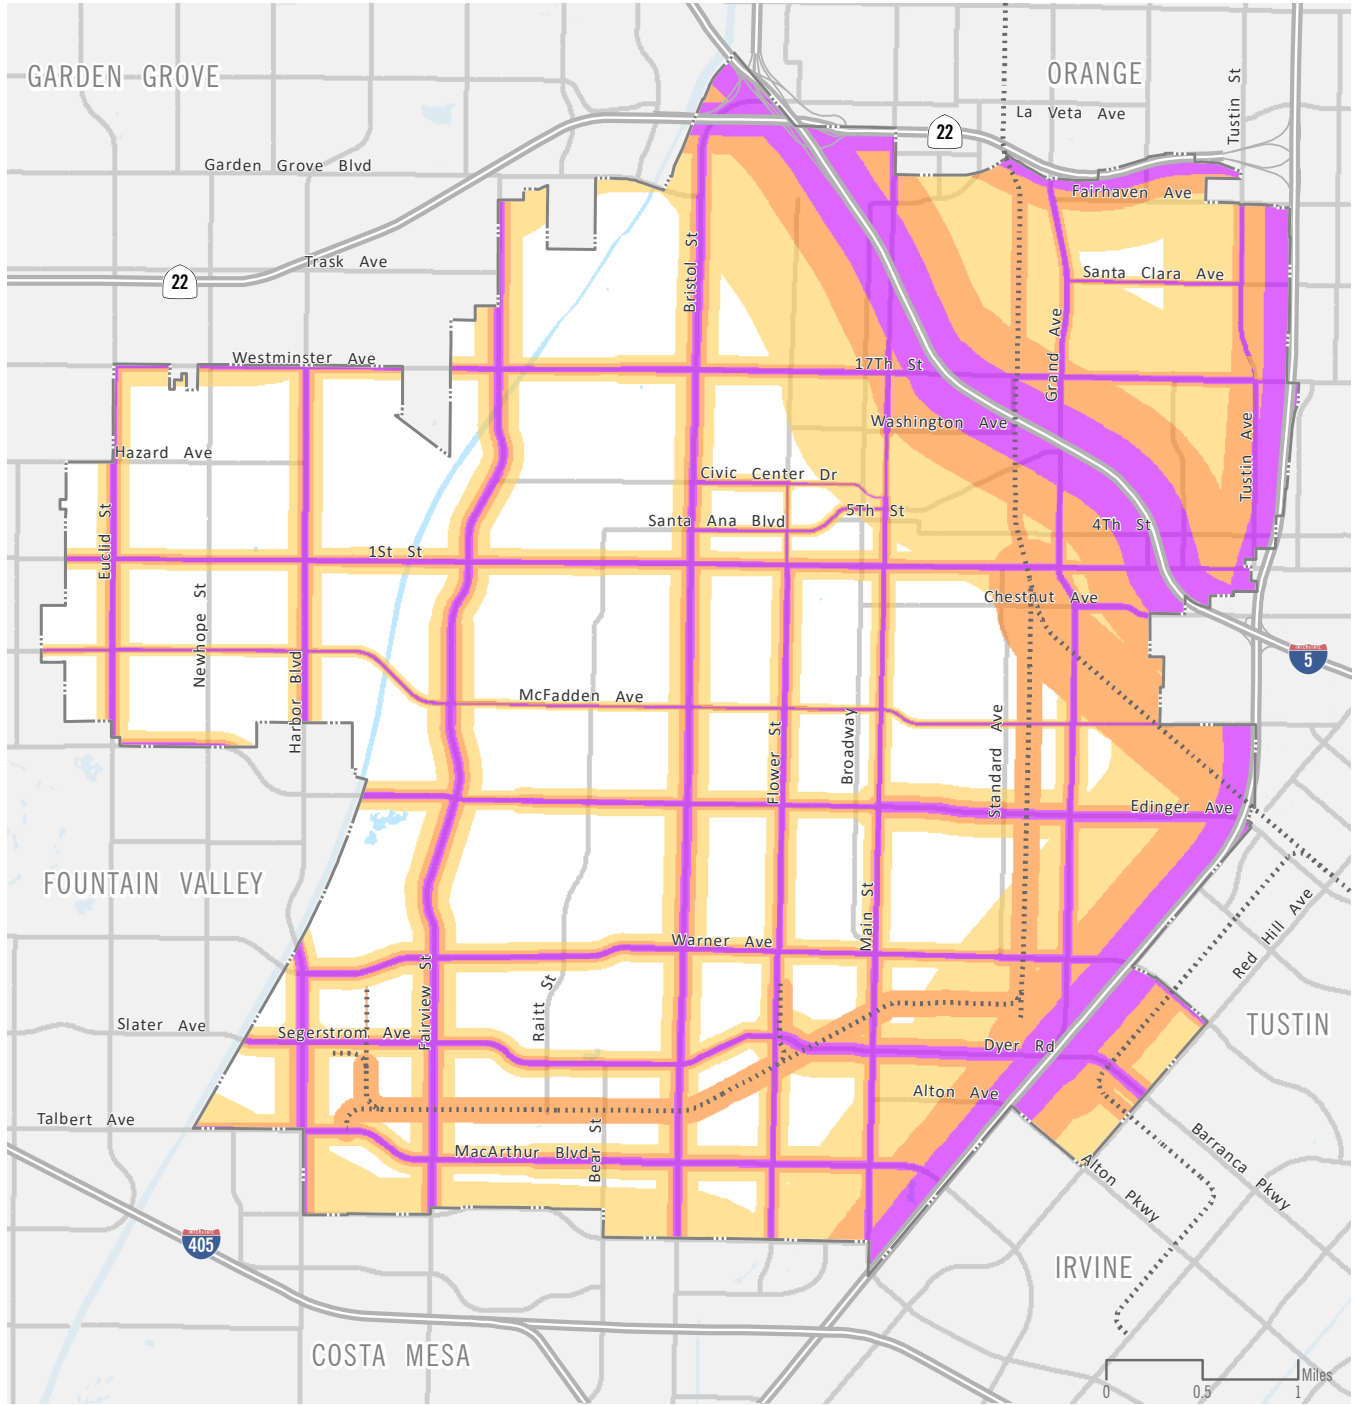 GARDEN GROVE
ORANGE
Tustin St
La Veta Ave
22
Garden Grove Blvd
Fairhaven Ave
Bristol St
Trask Ave
22
Santa Clara Ave
Grand Ave
Westminster Ave
17Th St
Washington Ave
Tustin Ave
Hazard Ave
Civic Center Dr
Euclid St
Santa Ana Blvd
5Th St
4Th St
1St St
Newhope St
Chestnut Ave
Harbor Blvd
INTERSTATE
5
McFadden Ave
Flower St
Broadway
Standard Ave
Edinger Ave
FOUNTAIN VALLEY
Main St
Red Hill Ave
Warner Ave
Fairview St
Raitt St
Slater Ave
Segerstrom Ave
TUSTIN
Dyer Rd
Alton Ave
Talbert Ave
Bear St
MacArthur Blvd
Barranca Pkwy
Alton Pkwy
INTERSTATE
405
IRVINE
COSTA MESA
Miles
0 0.5 1